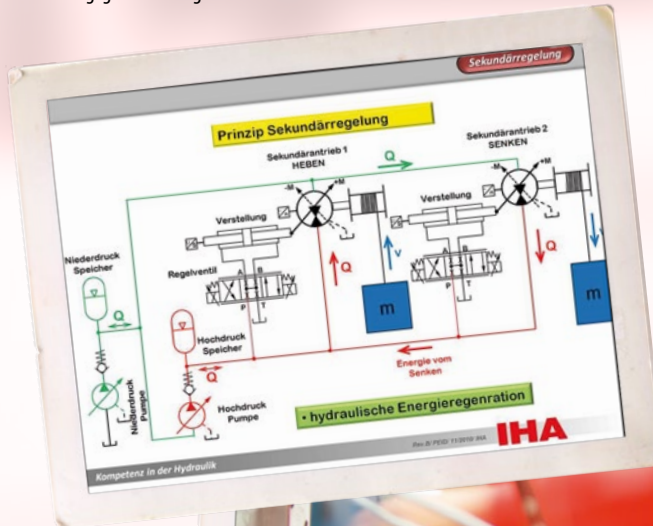 Sekundärregelung
Prinzip Sekundärregelung
Sekundärantrieb 1
HEBEN
Q
Sekundärantrieb 2
SENKEN
-M
+M
-M
+M
Verstellung
Verstellung
Niederdruck
Speicher
Regelventil
A B
P T
A B
P T
Q
v
Q
v
m
m
Q
Hochdruck
Speicher
Q
Energie vom
Senken
Niederdruck
Pumpe
Hochdruck
Pumpe
• hydraulische Energieregenration
IHA
Kompetenz in der Hydraulik